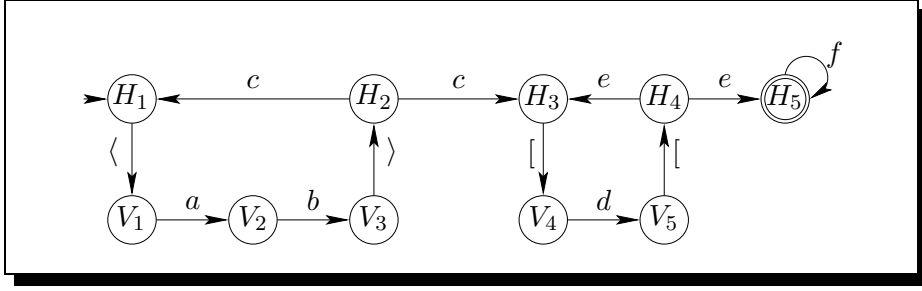 f
c c e e
H₁ H₂ H₃ H₄ H₅
⟨ ⟩ [ [
a b d
V₁ V₂ V₃ V₄ V₅